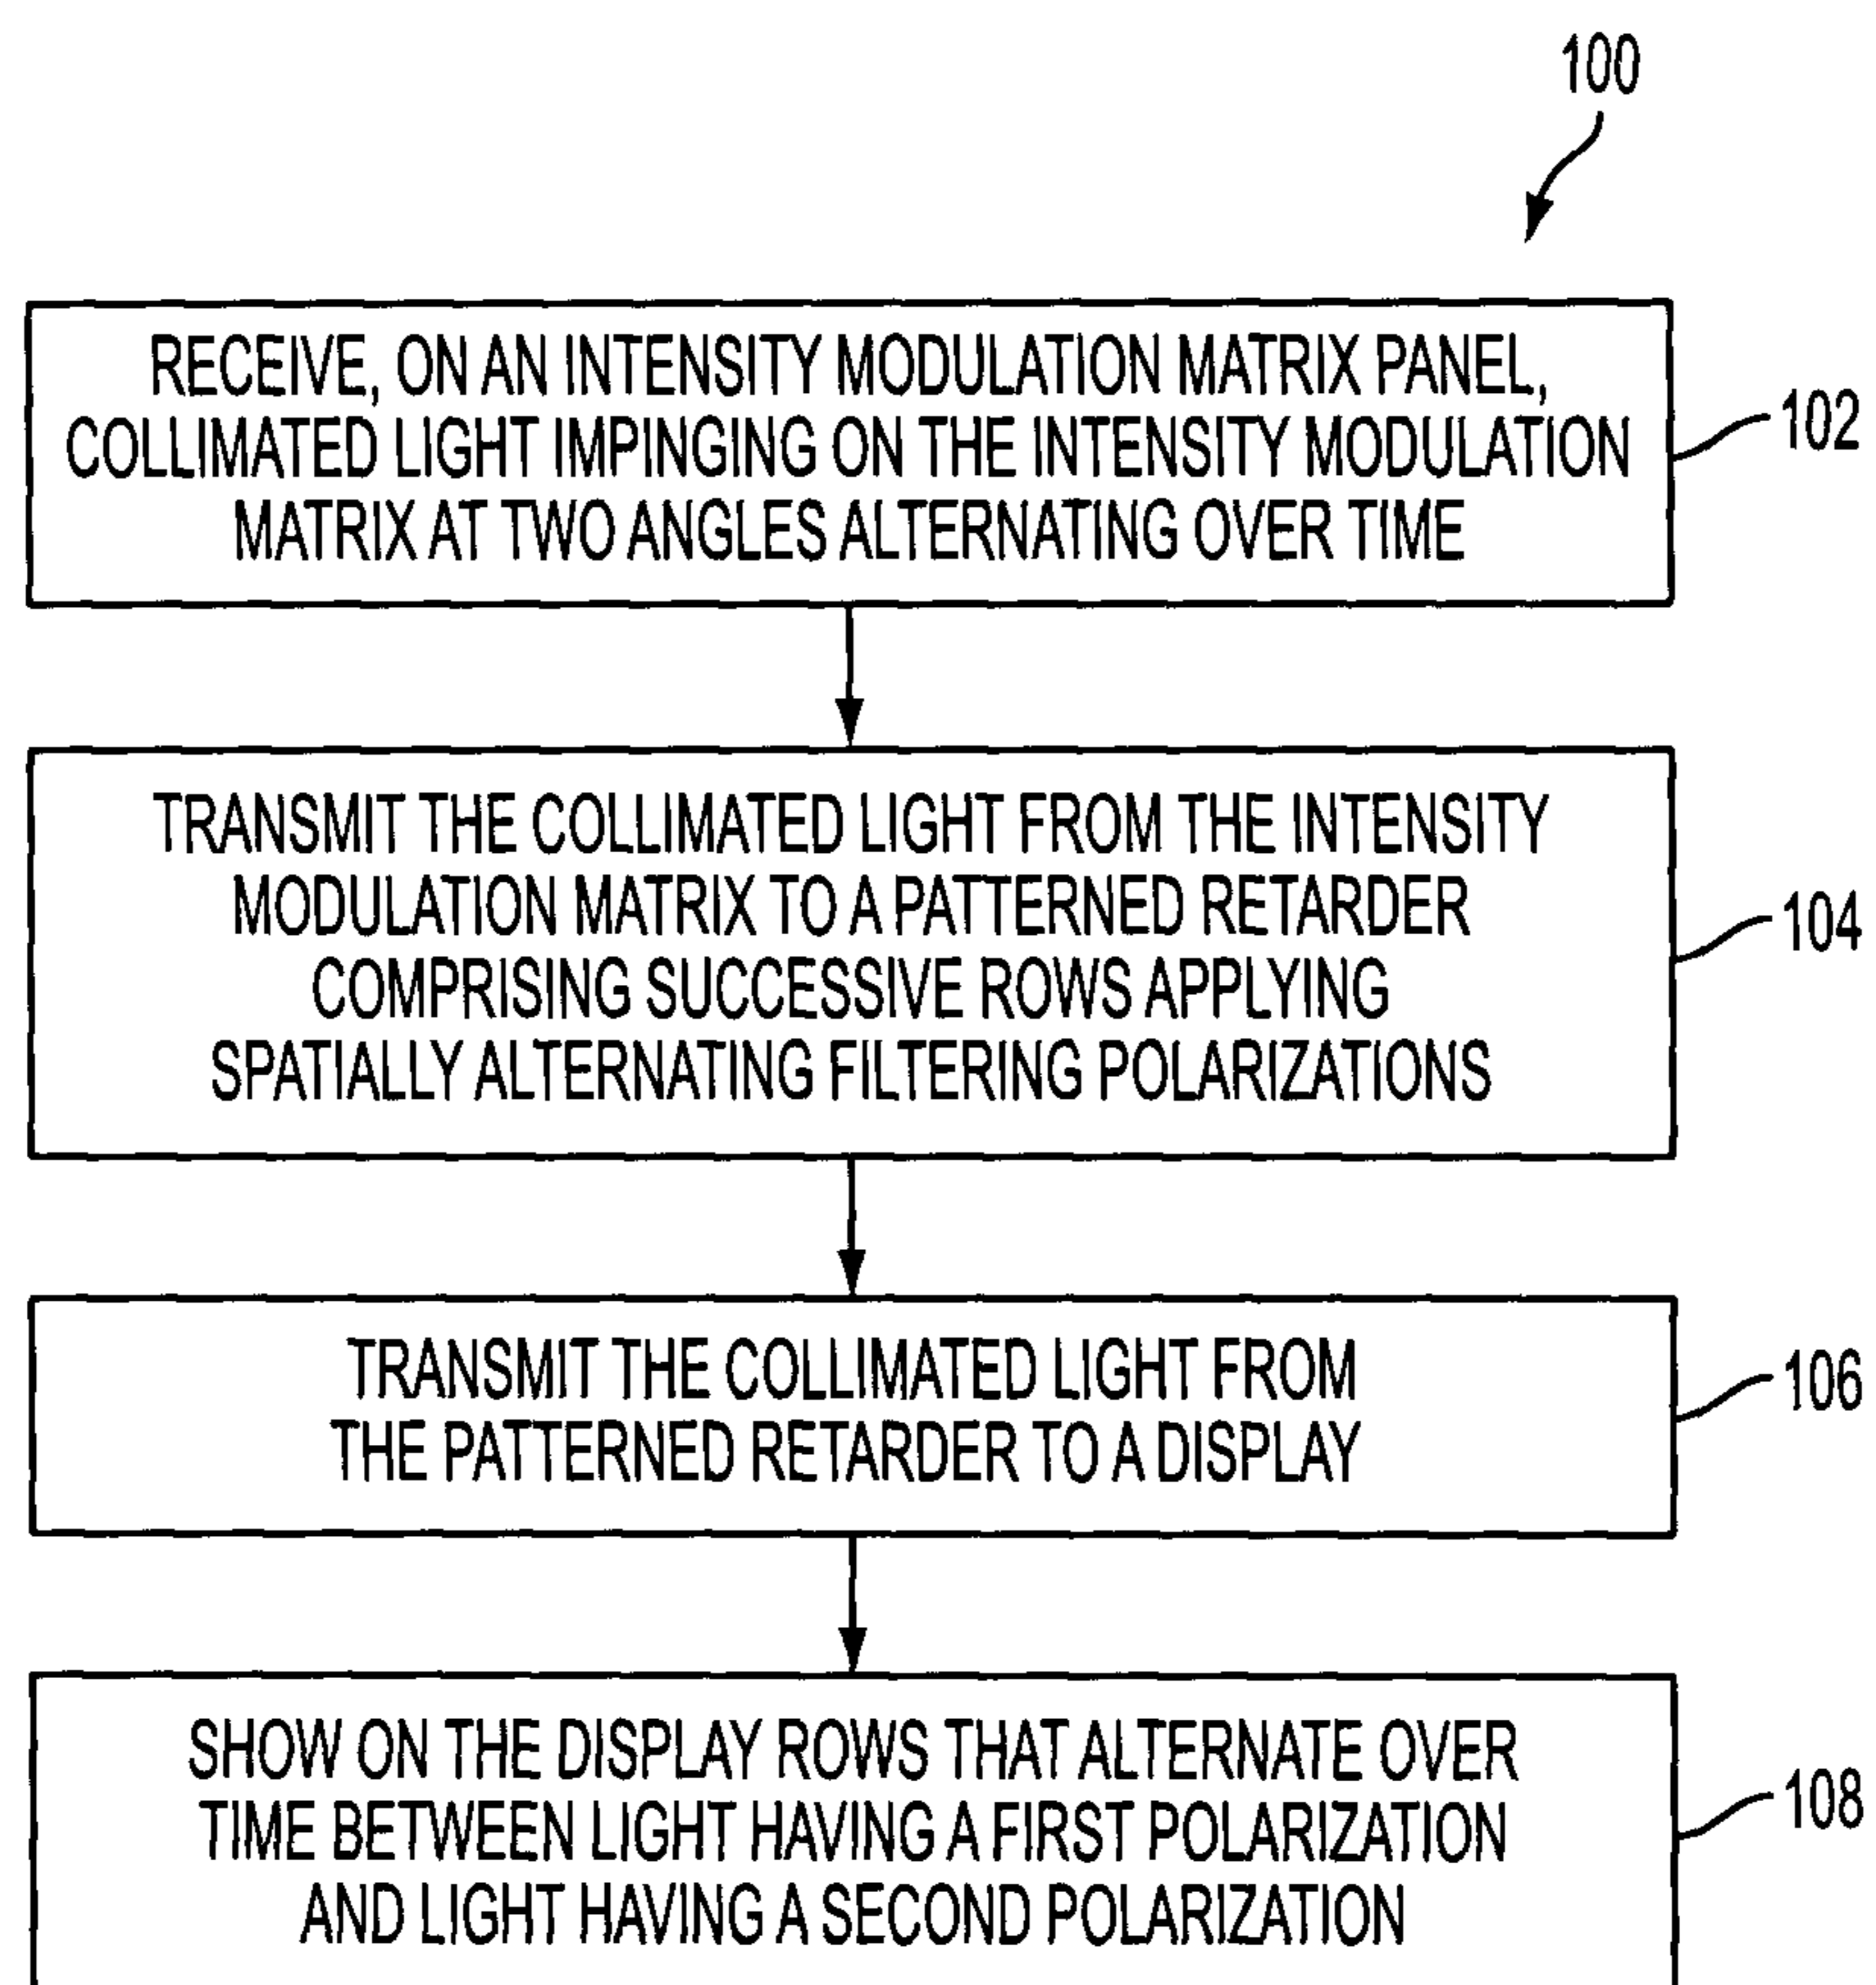 100
RECEIVE, ON AN INTENSITY MODULATION MATRIX PANEL,
COLLIMATED LIGHT IMPINGING ON THE INTENSITY MODULATION
MATRIX AT TWO ANGLES ALTERNATING OVER TIME
102
TRANSMIT THE COLLIMATED LIGHT FROM THE INTENSITY
MODULATION MATRIX TO A PATTERNED RETARDER
COMPRISING SUCCESSIVE ROWS APPLYING
SPATIALLY ALTERNATING FILTERING POLARIZATIONS
104
TRANSMIT THE COLLIMATED LIGHT FROM
THE PATTERNED RETARDER TO A DISPLAY
106
SHOW ON THE DISPLAY ROWS THAT ALTERNATE OVER
TIME BETWEEN LIGHT HAVING A FIRST POLARIZATION
AND LIGHT HAVING A SECOND POLARIZATION
108